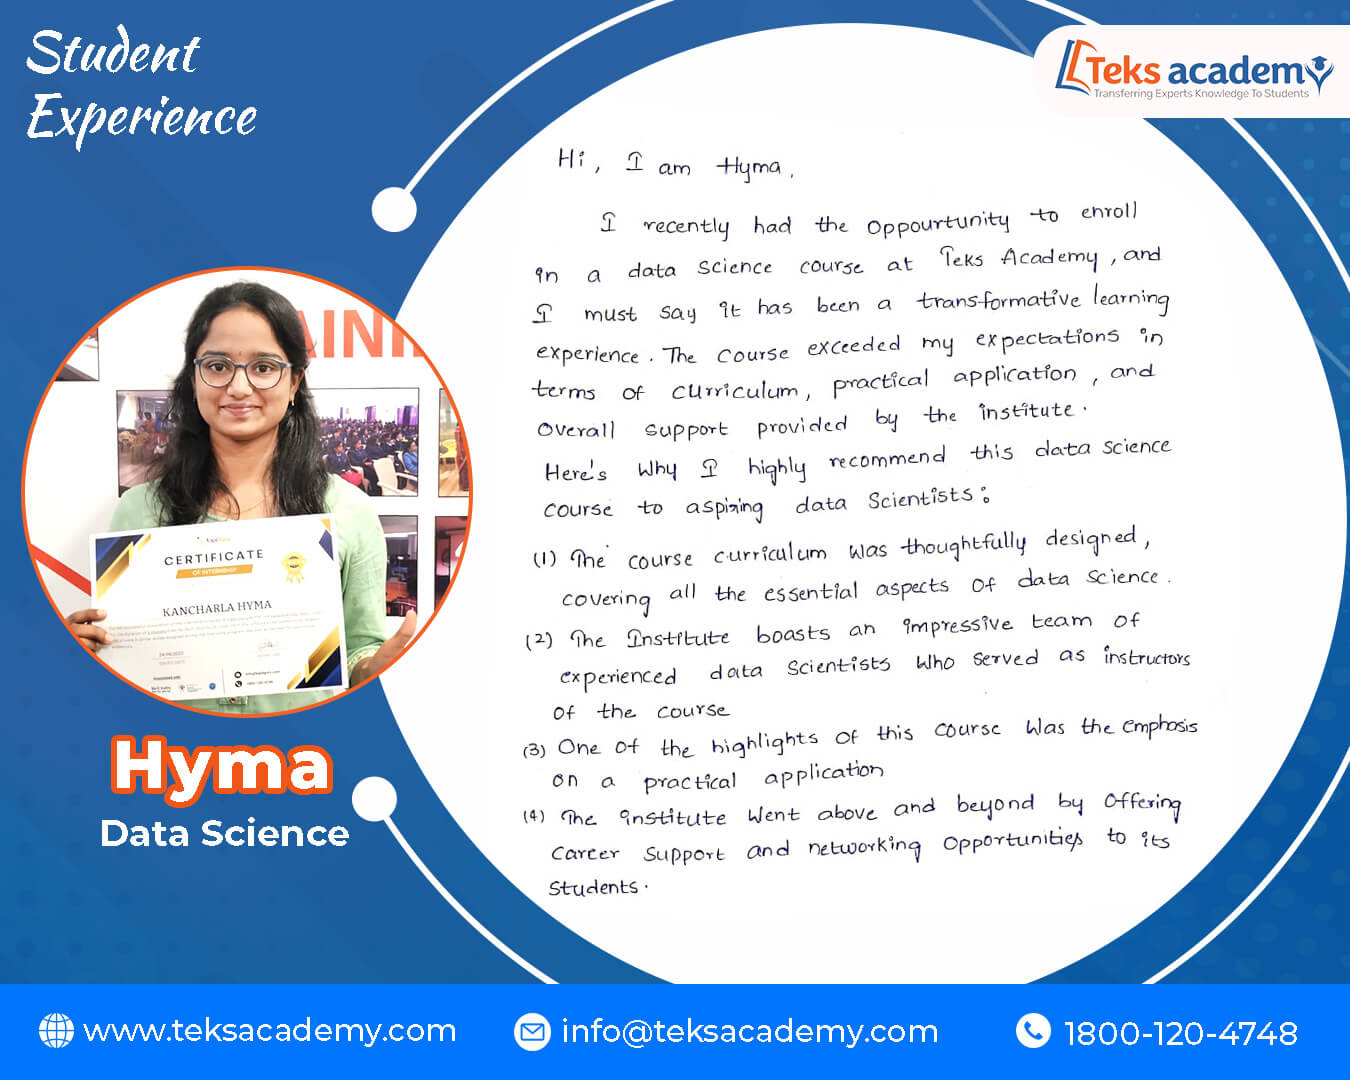 Student
Experience
Teks academy
Transferring Experts Knowledge To Students
Hi, I am Hyma,
I recently had the oppourtunity to enroll
in a data science course at Teks Academy, and
I must say it has been a transformative learning
experience. The course exceeded my expectations in
terms of curriculum, practical application, and
overall support provided by the institute.
Here's why I highly recommend this data science
course to aspiring data scientists:
(1) The course curriculum was thoughtfully designed,
covering all the essential aspects of data science.
(2) The Institute boasts an impressive team of
experienced data scientists who served as instructors
of the course
(3) One of the highlights of this course was the emphosis
on a practical application
(4) The institute went above and beyond by offering
career support and networking opportunities to its
students.
AINI
CERTIFICATE
OF INTERNSHIP
KANCHARLA HYMA
Hyma
Data Science
www.teksacademy.com
info@teksacademy.com
1800-120-4748